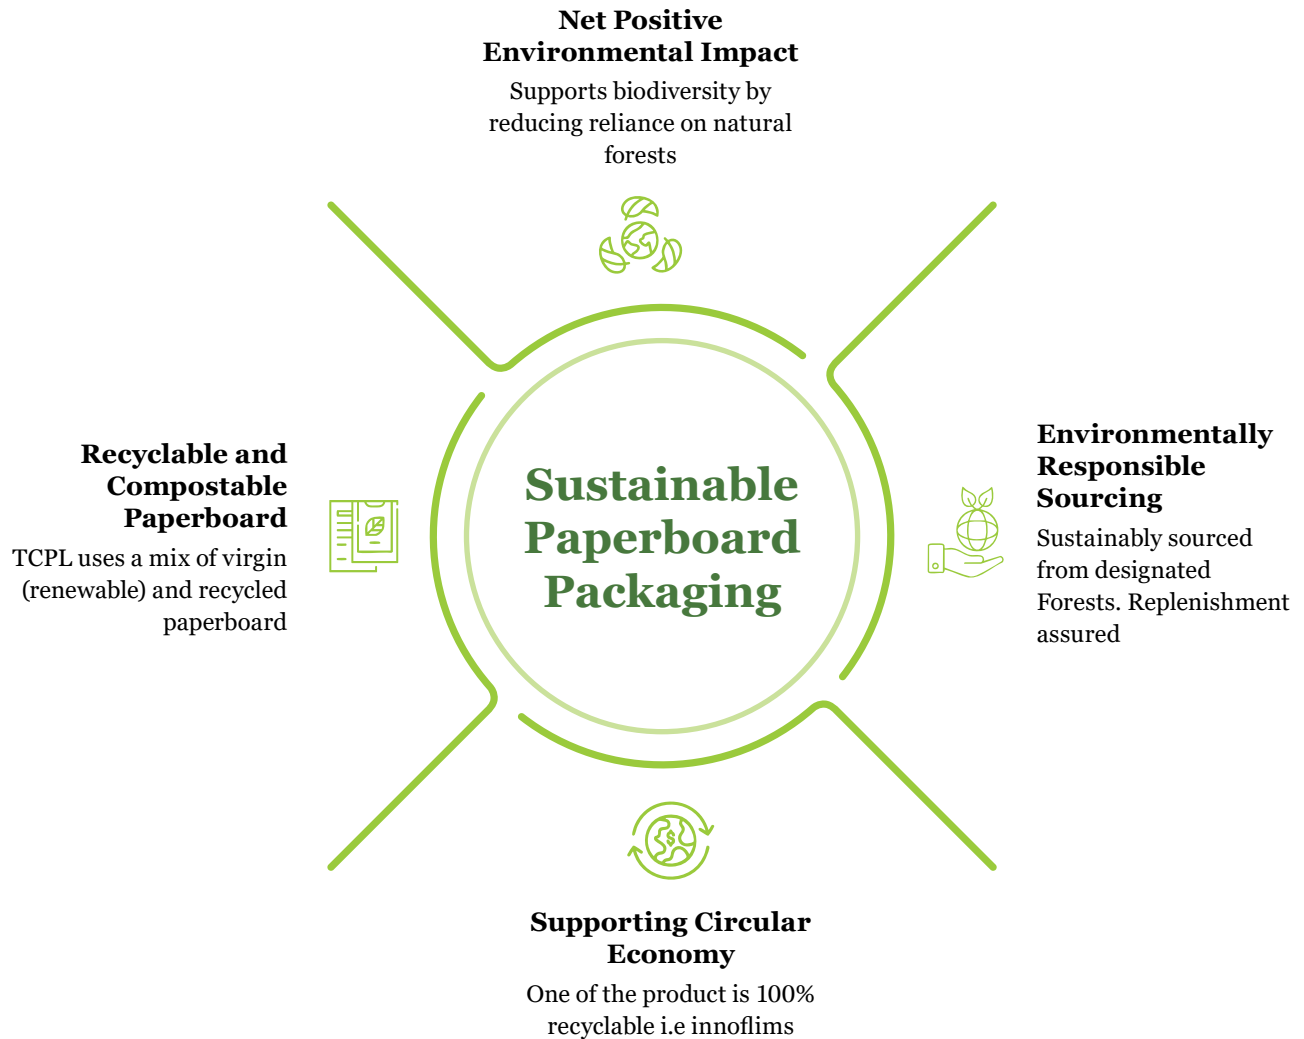 Net Positive
Environmental Impact
Supports biodiversity by
reducing reliance on natural
forests
Recyclable and
Compostable
Paperboard
TCPL uses a mix of virgin
(renewable) and recycled
paperboard
Sustainable
Paperboard
Packaging
Environmentally
Responsible
Sourcing
Sustainably sourced
from designated
Forests. Replenishment
assured
$
Supporting Circular
Economy
One of the product is 100%
recyclable i.e innoflims